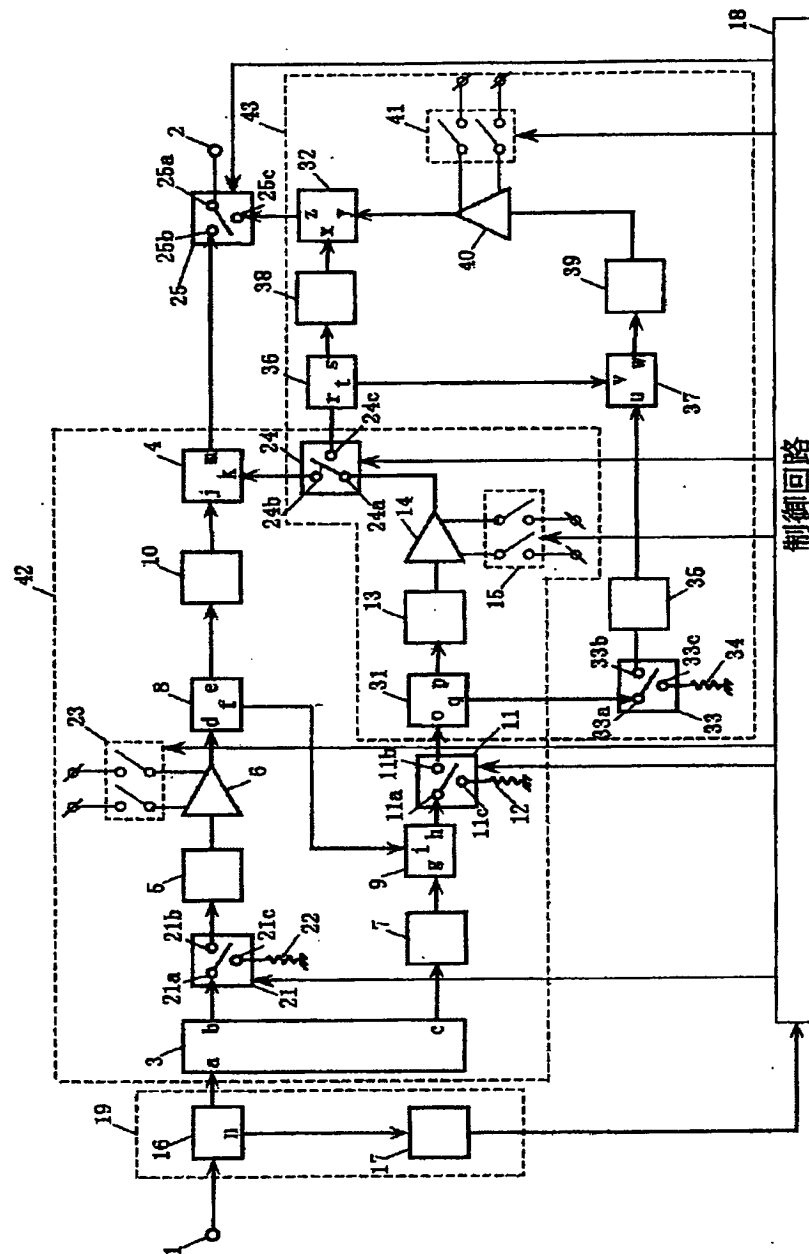 42
23
25
25b
25a
2
25c
4
j
m
k
10
8
d
e
f
6
5
21a
21b
21c
21
22
3
a
b
c
19
16
n
17
1
43
32
z
x
y
38
36
r
s
t
24
24b
24a
24c
14
15
13
31
o
p
q
11
11a
11b
11c
12
9
g
h
i
7
41
40
39
37
u
v
w
35
33a
33b
33c
33
34
18
制御回路